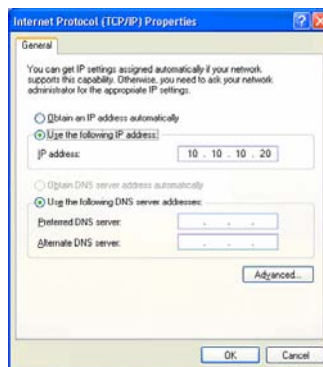 Internet Protocol (TCP/IP) Properties
General
You can get IP settings assigned automatically if your network
supports this capability. Otherwise, you need to ask your network
administrator for the appropriate IP settings.
Obtain an IP address automatically
Use the following IP address:
IP address: 10 . 10 . 10 . 20
Obtain DNS server address automatically
Use the following DNS server addresses:
Preferred DNS server: . . .
Alternate DNS server: . . .
Advanced...
OK Cancel